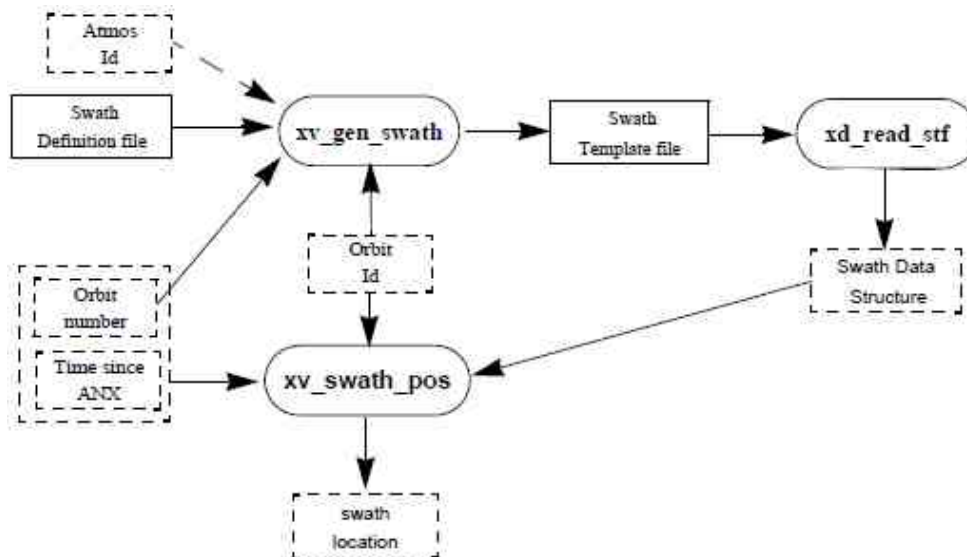 Atmos
Id
Swath
Definition file
xv_gen_swath
Swath
Template file
xd_read_stf
Orbit
Id
Swath Data
Structure
Orbit
number
Time since
ANX
xv_swath_pos
swath
location